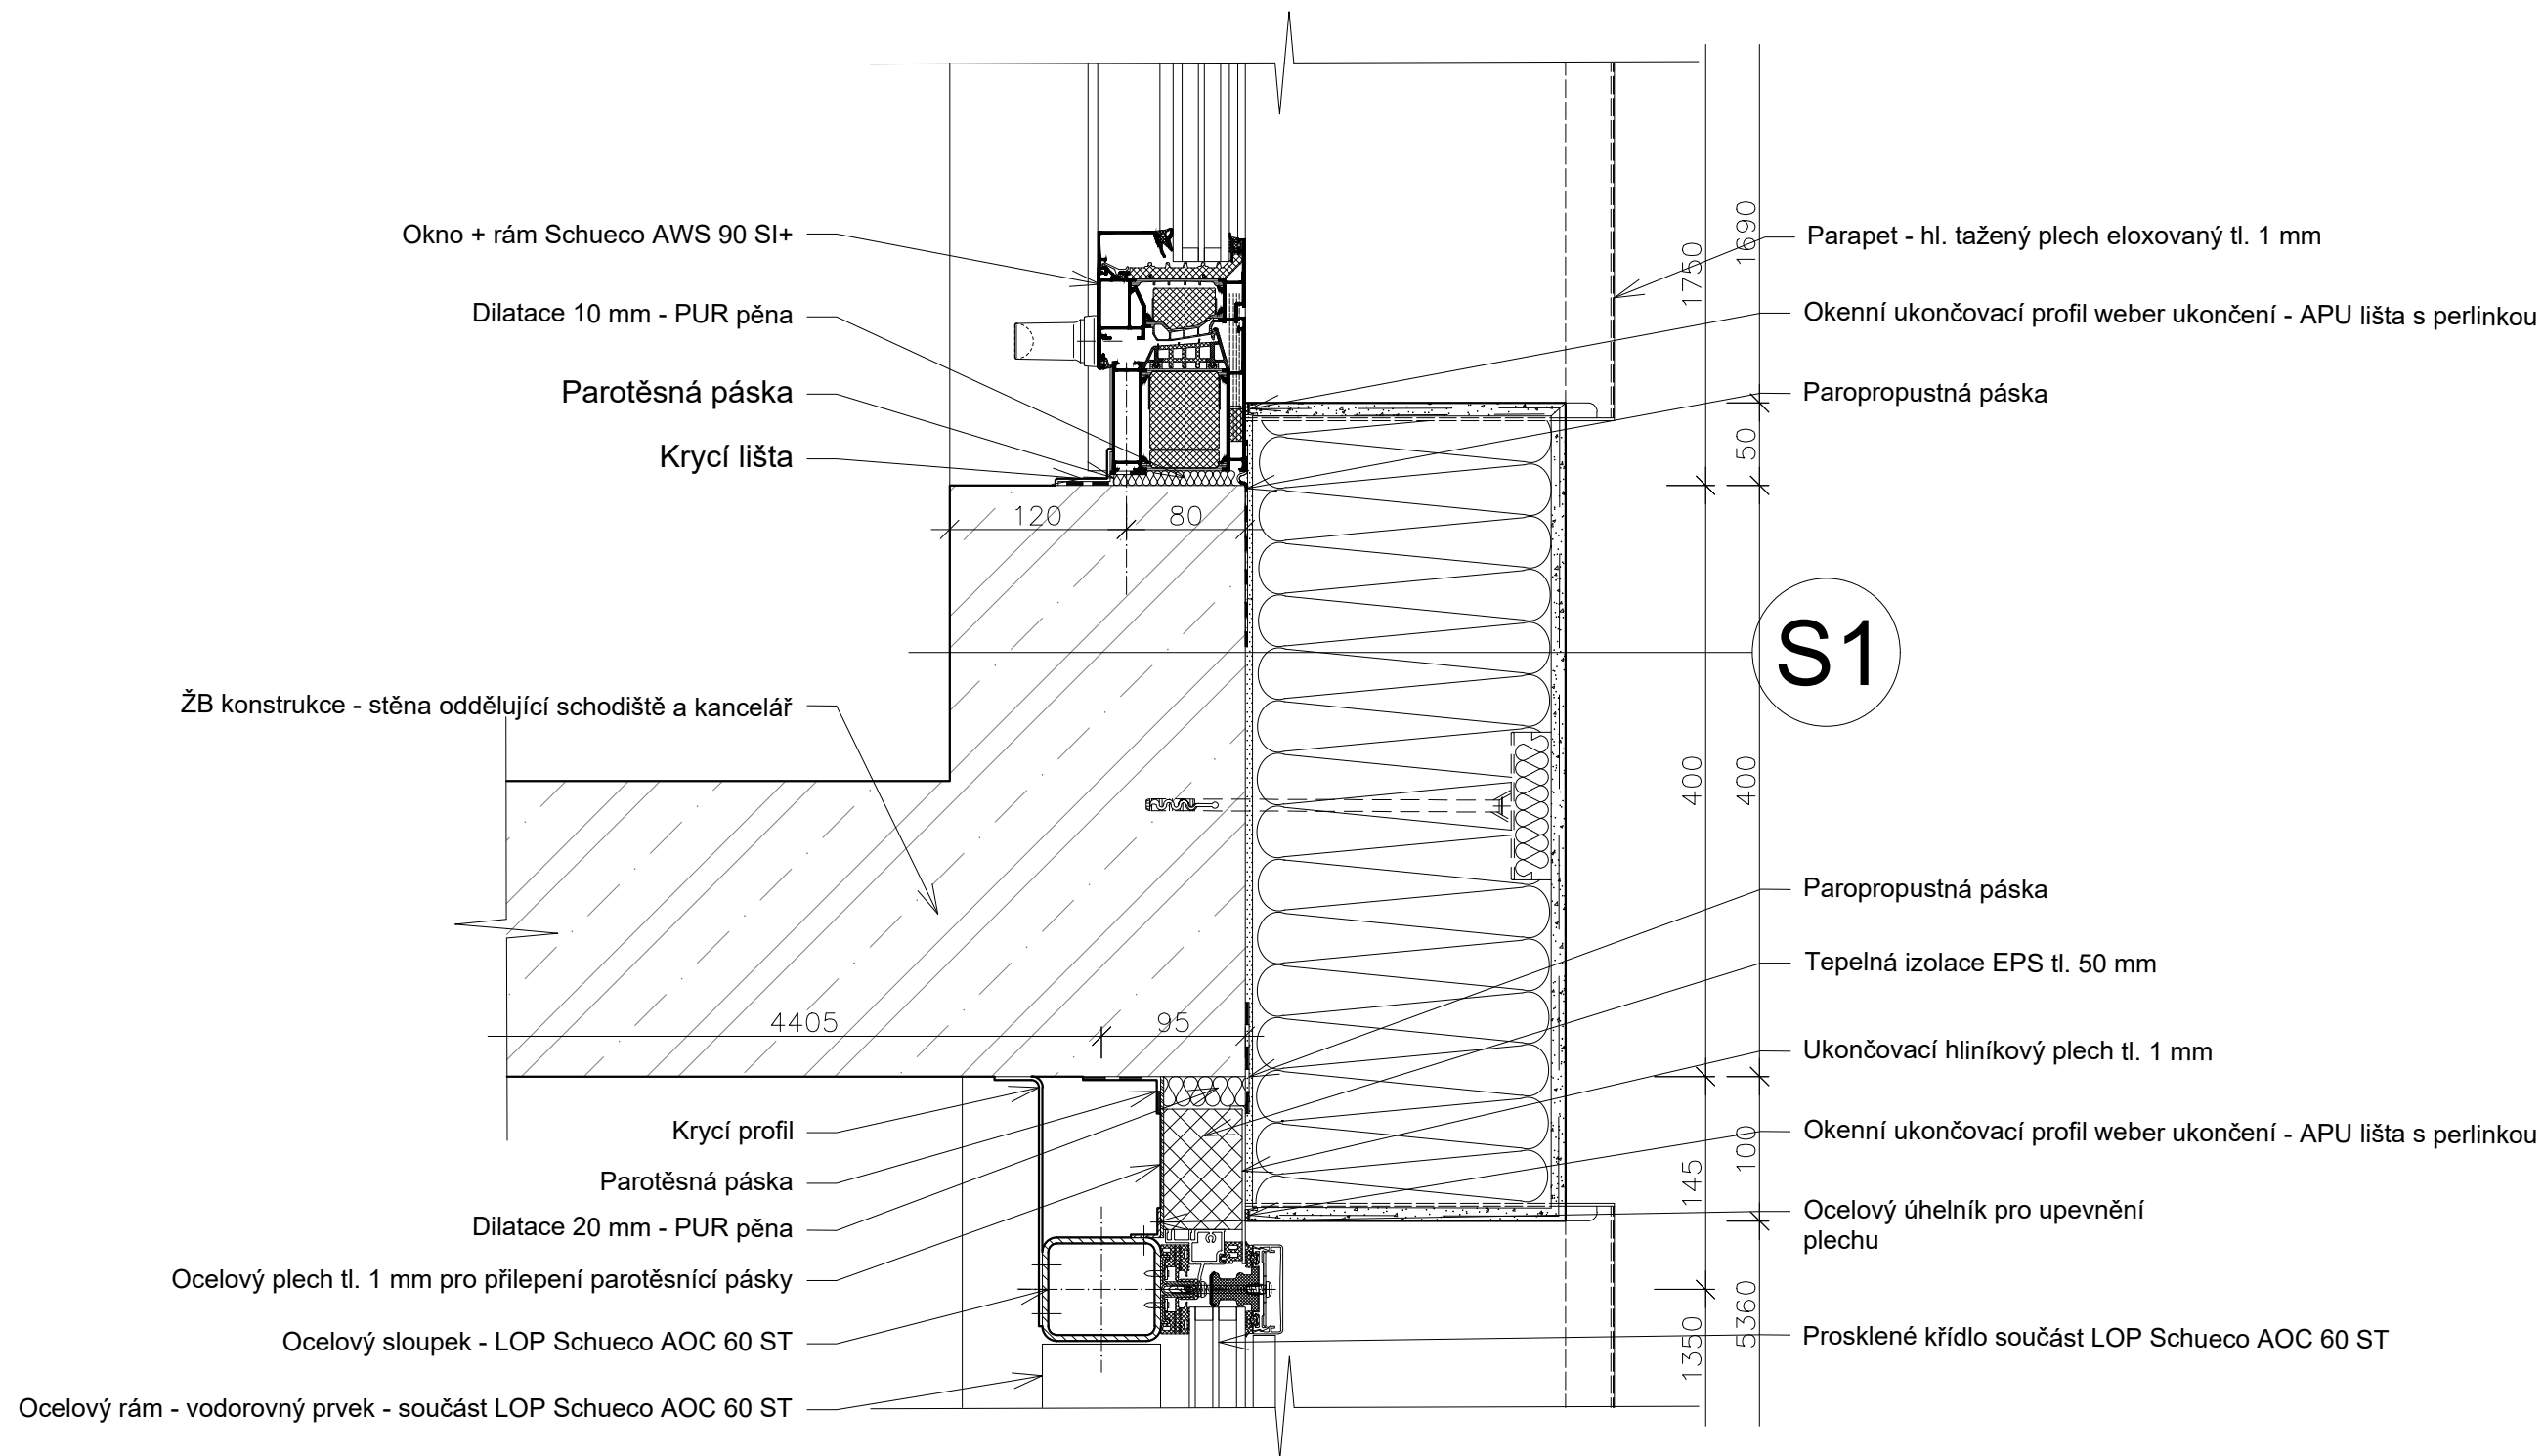 Okno + rám Schueco AWS 90 SI+
Dilatace 10 mm - PUR pěna
Parotěsná páska
Krycí lišta
ŽB konstrukce - stěna oddělující schodiště a kancelář
Krycí profil
Parotěsná páska
Dilatace 20 mm - PUR pěna
Ocelový plech tl. 1 mm pro přilepení parotěsnící pásky
Ocelový sloupek - LOP Schueco AOC 60 ST
Ocelový rám - vodorovný prvek - součást LOP Schueco AOC 60 ST
120
80
4405
95
1750
400
145
1350
1690
50
400
100
5360
S1
Parapet - hl. tažený plech eloxovaný tl. 1 mm
Okenní ukončovací profil weber ukončení - APU lišta s perlinkou
Paropropustná páska
Paropropustná páska
Tepelná izolace EPS tl. 50 mm
Ukončovací hliníkový plech tl. 1 mm
Okenní ukončovací profil weber ukončení - APU lišta s perlinkou
Ocelový úhelník pro upevnění
plechu
Prosklené křídlo součást LOP Schueco AOC 60 ST